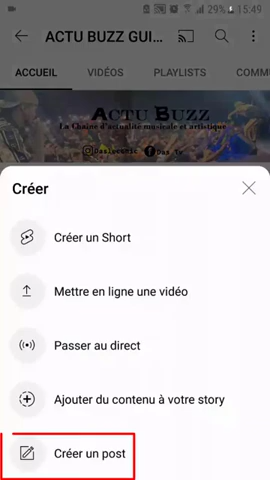 29% 15:49
ACTU BUZZ GUI...
ACCUEIL VIDÉOS PLAYLISTS COMMU
ACTU BUZZ
La Chaine d'actualité musicale et artistique
Créer
Créer un Short
Mettre en ligne une vidéo
Passer au direct
Ajouter du contenu à votre story
Créer un post